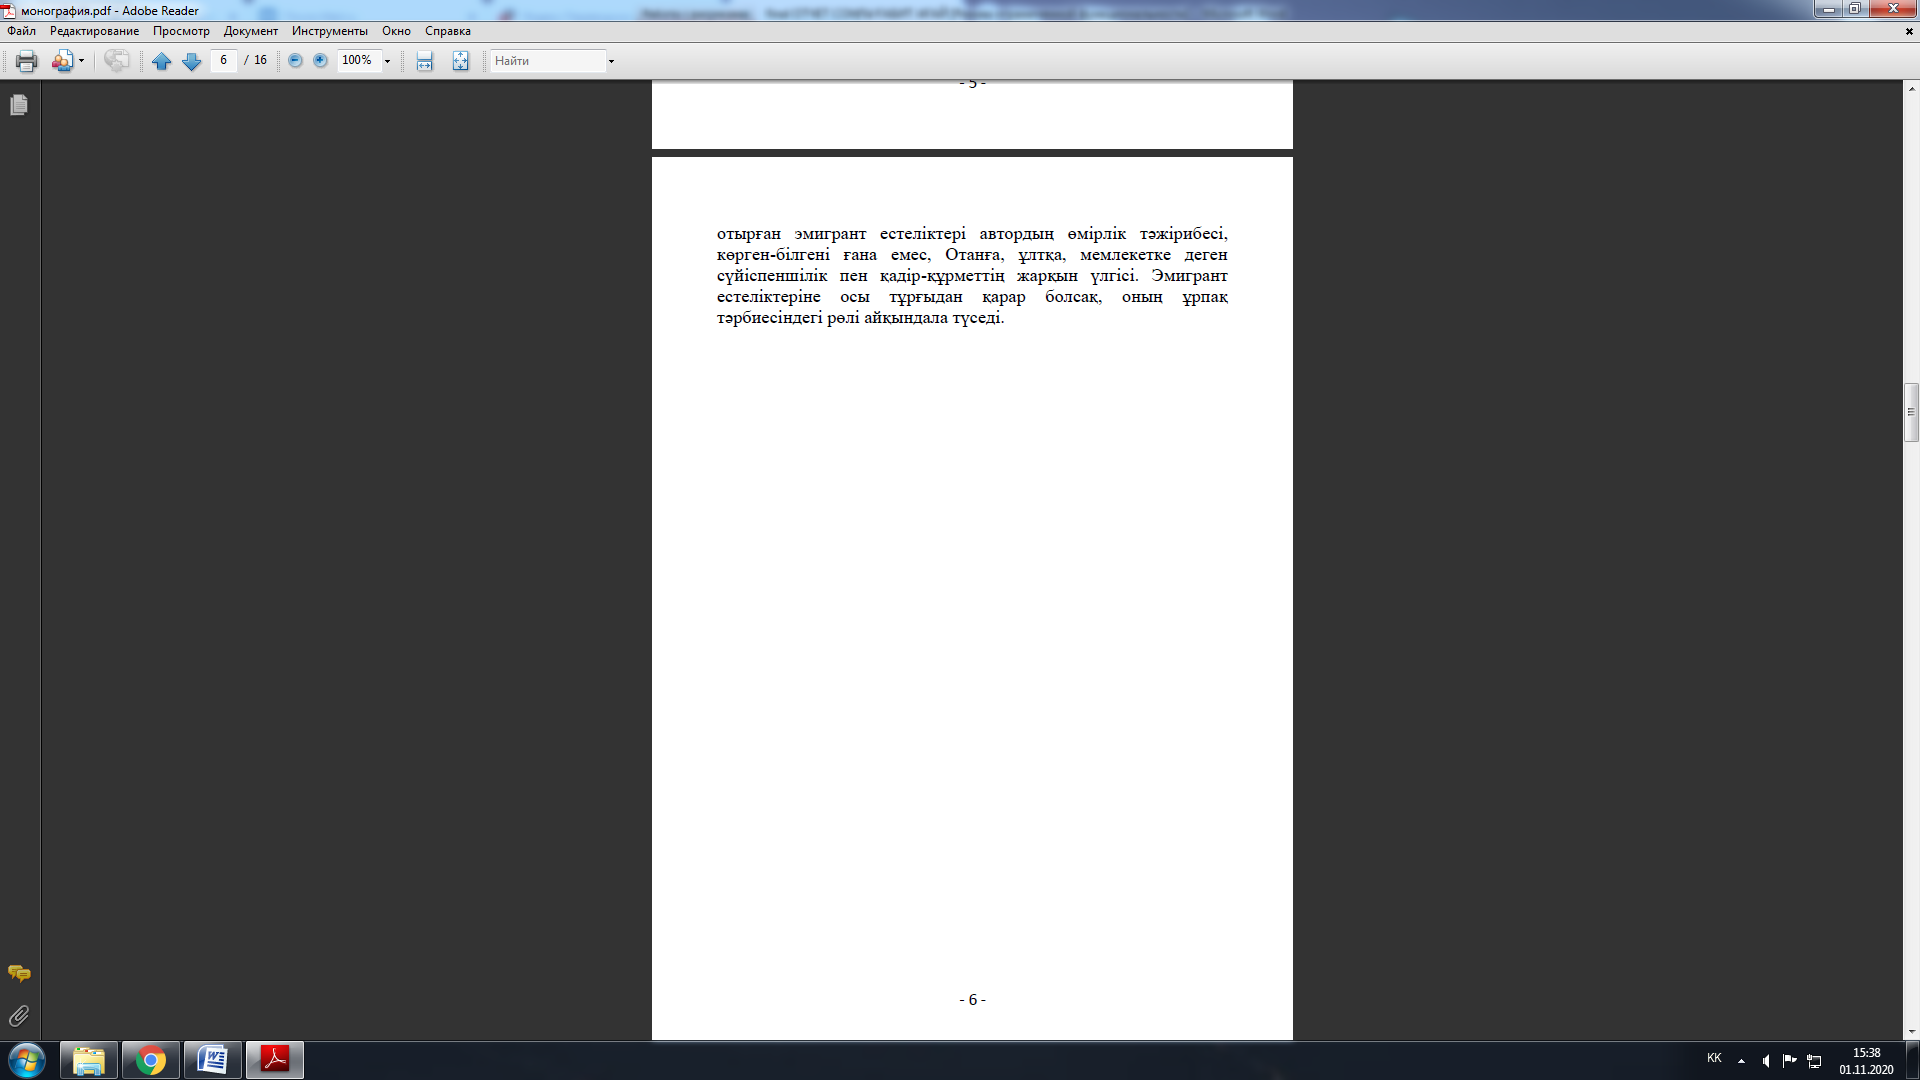 монография.pdf - Adobe Reader
Файл Редактирование Просмотр Документ Инструменты Окно Справка
6 / 16 100% Найти
- 5 -
отырған эмигрант естеліктері автордың өмірлік тәжірибесі,
көрген-білгені ғана емес, Отанға, ұлтқа, мемлекетке деген
сүйіспеншілік пен қадір-құрметтің жарқын үлгісі. Эмигрант
естеліктеріне осы тұрғыдан қарар болсақ, оның ұрпақ
тәрбиесіндегі рөлі айқындала түседі.
- 6 -
KK
15:38
01.11.2020